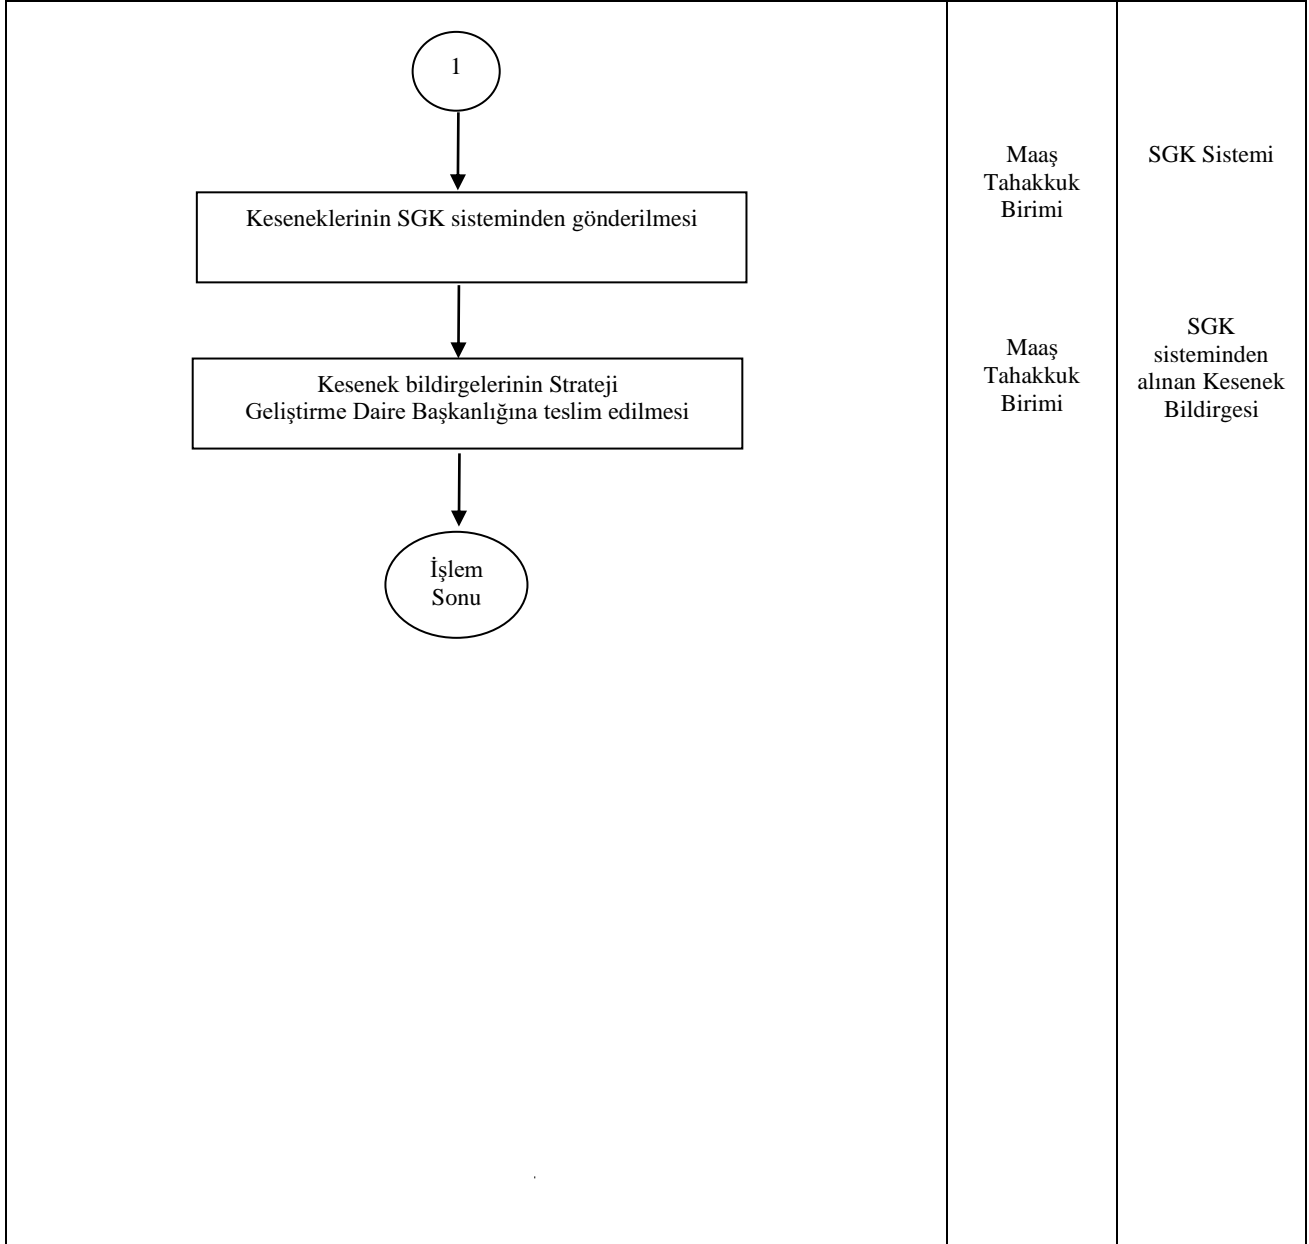 1
Maaş
Tahakkuk
Birimi
SGK Sistemi
Keseneklerinin SGK sisteminden gönderilmesi
Kesenek bildirgelerinin Strateji
Geliştirme Daire Başkanlığına teslim edilmesi
Maaş
Tahakkuk
Birimi
SGK
sisteminden
alınan Kesenek
Bildirgesi
İşlem
Sonu